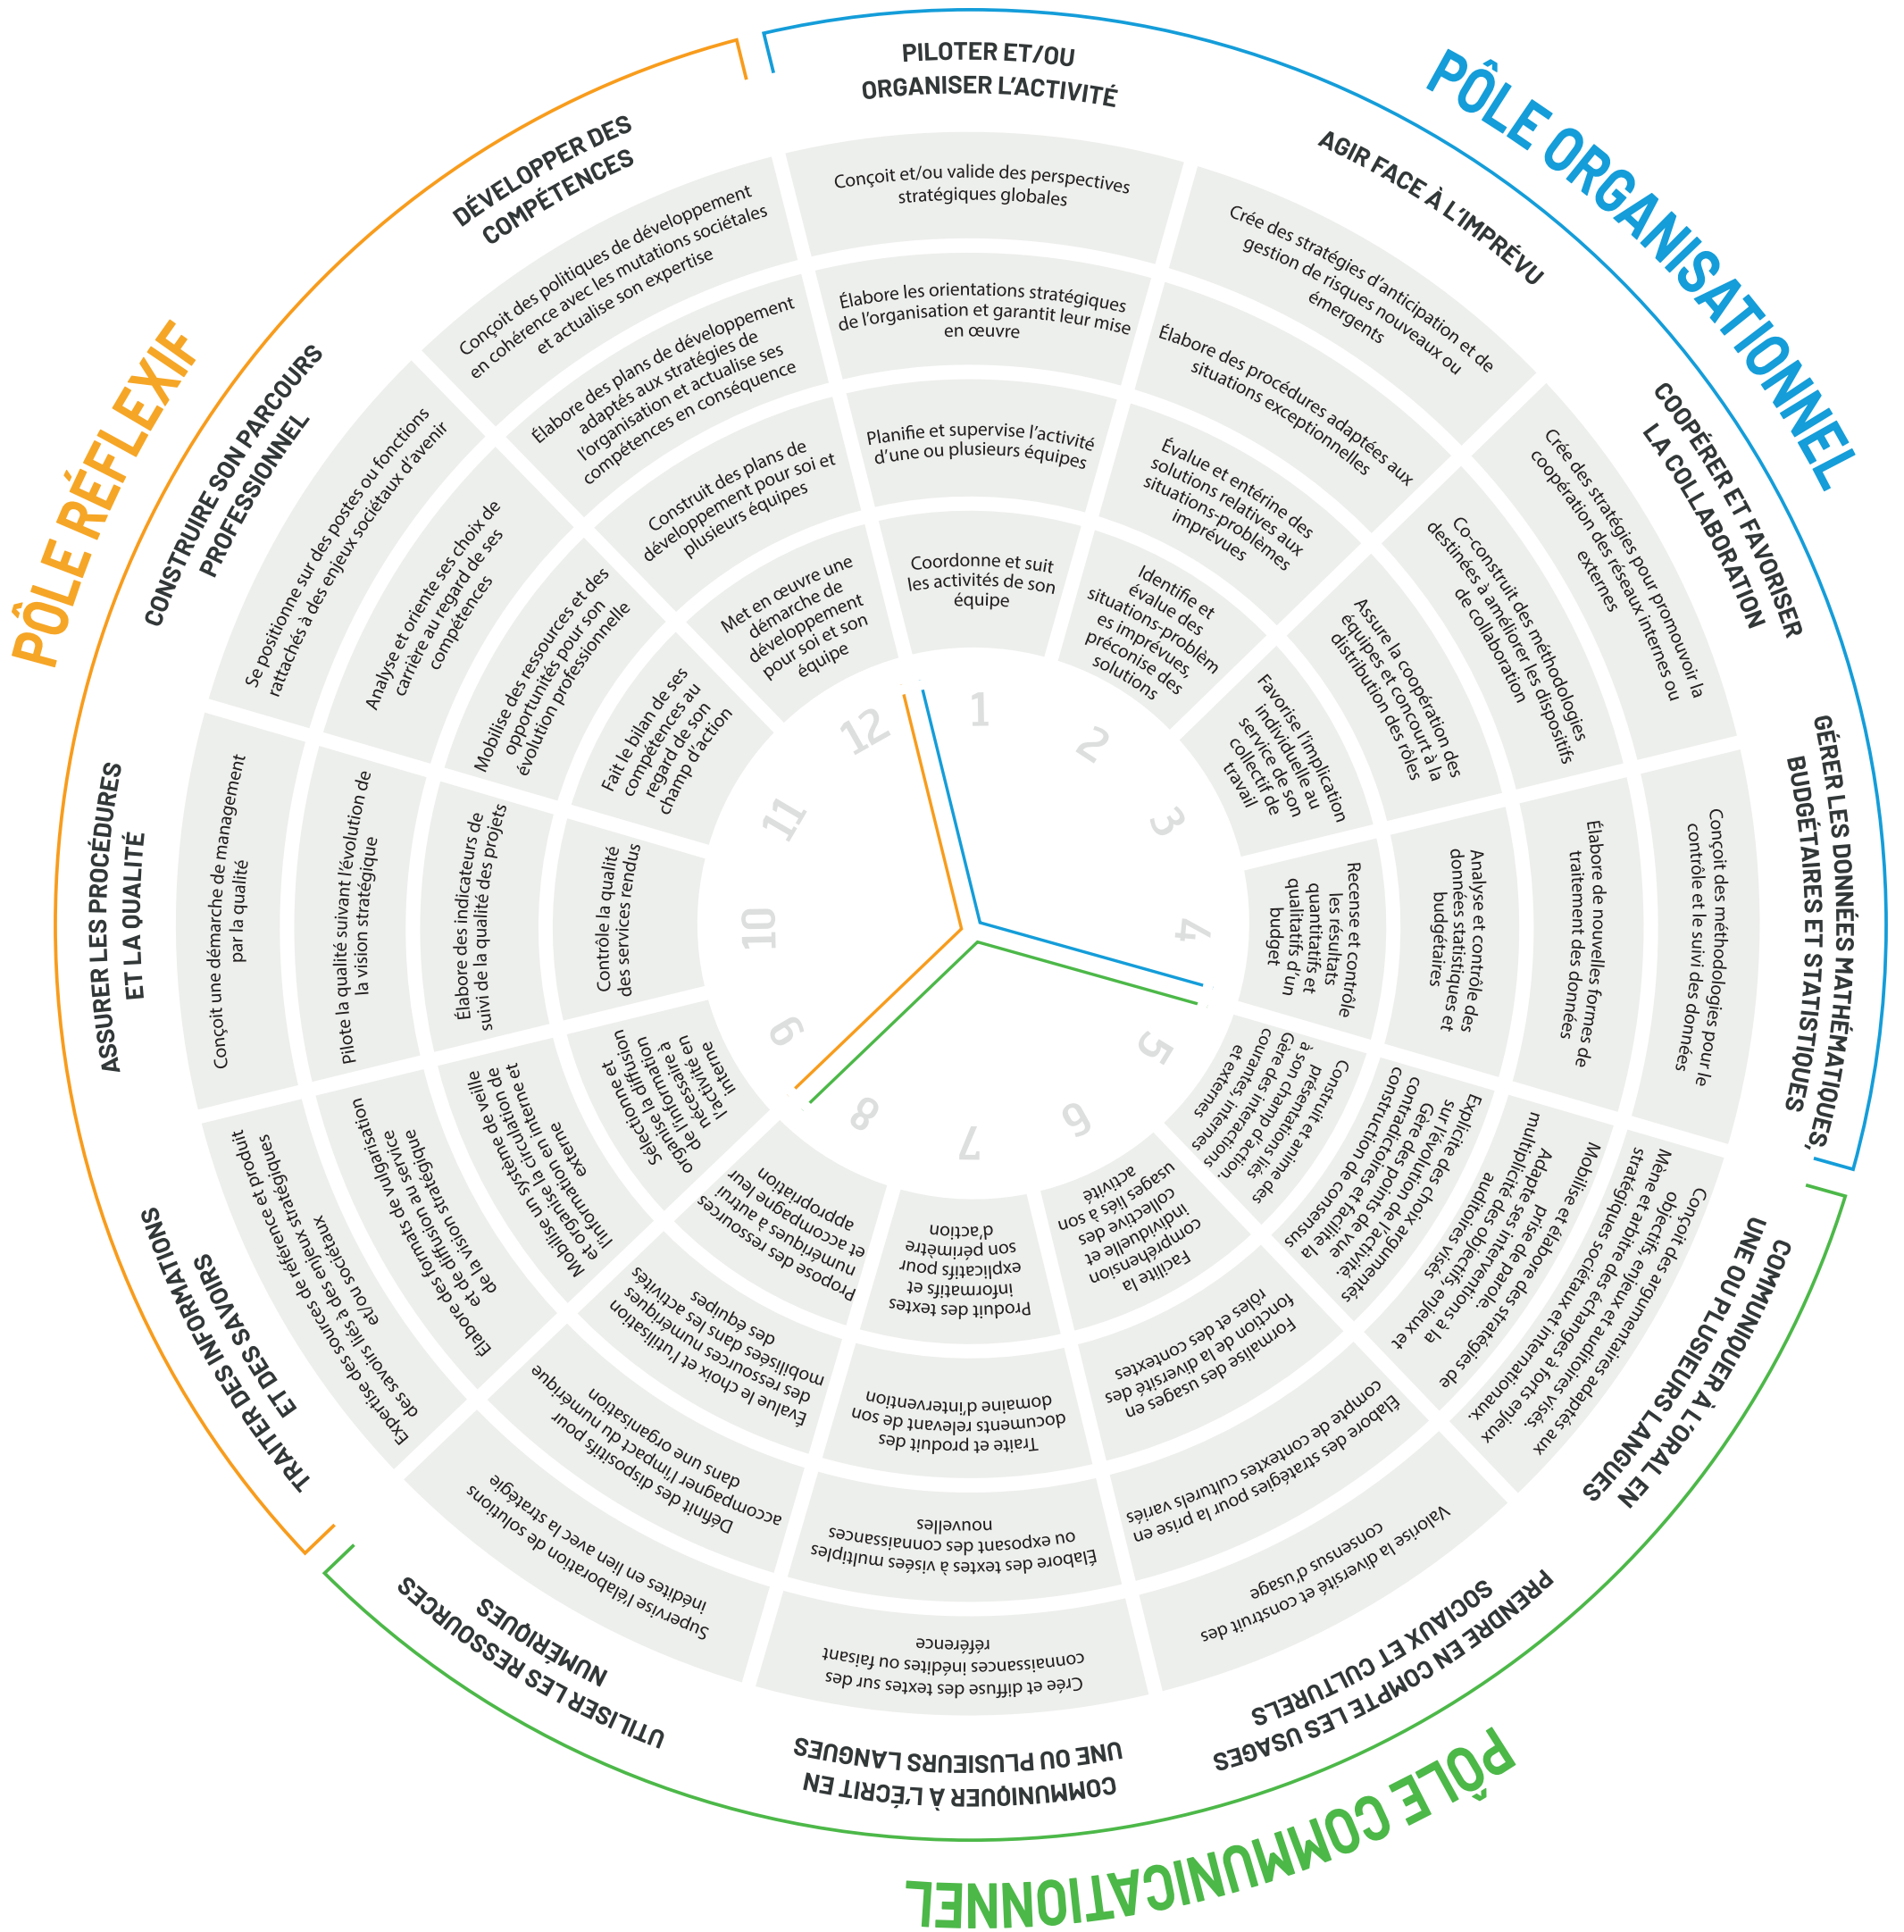 PÔLE ORGANISATIONNEL
PILOTER ET/OU
ORGANISER L'ACTIVITÉ
Conçoit et/ou valide des perspectives
stratégiques globales
Élabore les orientations stratégiques
de l'organisation et garantit leur mise
en œuvre
Planifie et supervise l'activité
d'une ou plusieurs équipes
Coordonne et suit
les activités de son
équipe
1
AGIR FACE À L'IMPRÉVU
Crée des stratégies d'anticipation et de
gestion de risques nouveaux ou
émergents
Élabore des procédures adaptées aux
situations exceptionnelles
Évalue et entérine des
solutions relatives aux
situations-problèmes
imprévues
Identifie et
évalue des
situations-problèm
es imprévues,
préconise des
solutions
2
COOPÉRER ET FAVORISER
LA COLLABORATION
Crée des stratégies pour promouvoir la
coopération des réseaux internes ou
externes
Co-construit des méthodologies
destinées à améliorer les dispositifs
de collaboration
Assure la coopération des
équipes et concourt à la
distribution des rôles
Favorise l'implication
individuelle au
service de son
collectif de
travail
3
GÉRER LES DONNÉES MATHÉMATIQUES,
BUDGÉTAIRES ET STATISTIQUES
Conçoit des méthodologies pour le
contrôle et le suivi des données
Élabore de nouvelles formes de
traitement des données
Analyse et contrôle des
données statistiques et
budgétaires
Recense et contrôle
les résultats
quantitatifs et
qualitatifs d'un
budget
4
PÔLE COMMUNICATIONNEL
COMMUNIQUER À L'ORAL EN
UNE OU PLUSIEURS LANGUES
Conçoit des argumentaires adaptés aux
objectifs, enjeux et auditoires visés.
Mène et arbitre des échanges à forts enjeux
stratégiques sociétaux et internationaux.
Mobilise et élabore des stratégies de
prise de parole.
Adapte ses interventions à la
multiplicité des objectifs, enjeux et
auditoires visés
Explicite des choix argumentés
sur l'évolution de l'activité.
Gère des points de vue
contradictoires et facilite la
construction de consensus
Construit et anime des
présentations liés
à son champ d'action.
Gère des interactions
courantes, internes
et externes
5
PRENDRE EN COMPTE LES USAGES
SOCIAUX ET CULTURELS
Valorise la diversité et construit des
consensus d'usage
Élabore des stratégies pour la prise en
compte de contextes culturels variés
Formalise des usages en
fonction de la diversité des
rôles et des contextes
Facilite la
compréhension
individuelle et
collective des
usages liés à son
activité
6
COMMUNIQUER À L'ÉCRIT EN
UNE OU PLUSIEURS LANGUES
Crée et diffuse des textes sur des
connaissances inédites ou faisant
référence
Élabore des textes à visées multiples
ou exposant des connaissances
nouvelles
Traite et produit des
documents relevant de son
domaine d'intervention
Produit des textes
informatifs et
explicatifs pour
son périmètre
d'action
7
UTILISER LES RESSOURCES
NUMÉRIQUES
Supervise l'élaboration de solutions
inédites en lien avec la stratégie
Définit des dispositifs pour
accompagner l'impact du numérique
dans une organisation
Évalue le choix et l'utilisation
des ressources numériques
mobilisées dans les activités
des équipes
Propose des ressources
numériques à autrui
et accompagne leur
appropriation
8
PÔLE RÉFLEXIF
TRAITER DES INFORMATIONS
ET DES SAVOIRS
Expertise des sources de référence et produit
des savoirs liés à des enjeux stratégiques
et/ou sociétaux
Élabore des formats de vulgarisation
et de diffusion au service
de la vision stratégique
Mobilise un système de veille
et organise la circulation de
l'information en interne et
externe
Sélectionne et
organise la diffusion
de l'information
nécessaire à
l'activité en
interne
9
ASSURER LES PROCÉDURES
ET LA QUALITÉ
Conçoit une démarche de management
par la qualité
Pilote la qualité suivant l'évolution de
la vision stratégique
Élabore des indicateurs de
suivi de la qualité des projets
Contrôle la qualité
des services rendus
10
CONSTRUIRE SON PARCOURS
PROFESSIONNEL
Se positionne sur des postes ou fonctions
rattachés à des enjeux sociétaux d'avenir
Analyse et oriente ses choix de
carrière au regard de ses
compétences
Mobilise des ressources et des
opportunités pour son
évolution professionnelle
Fait le bilan de ses
compétences au
regard de son
champ d'action
11
DÉVELOPPER DES
COMPÉTENCES
Conçoit des politiques de développement
en cohérence avec les mutations sociétales
et actualise son expertise
Élabore des plans de développement
adaptés aux stratégies de
l'organisation et actualise ses
compétences en conséquence
Construit des plans de
développement pour soi et
plusieurs équipes
Met en œuvre une
démarche de
développement
pour soi et son
équipe
12